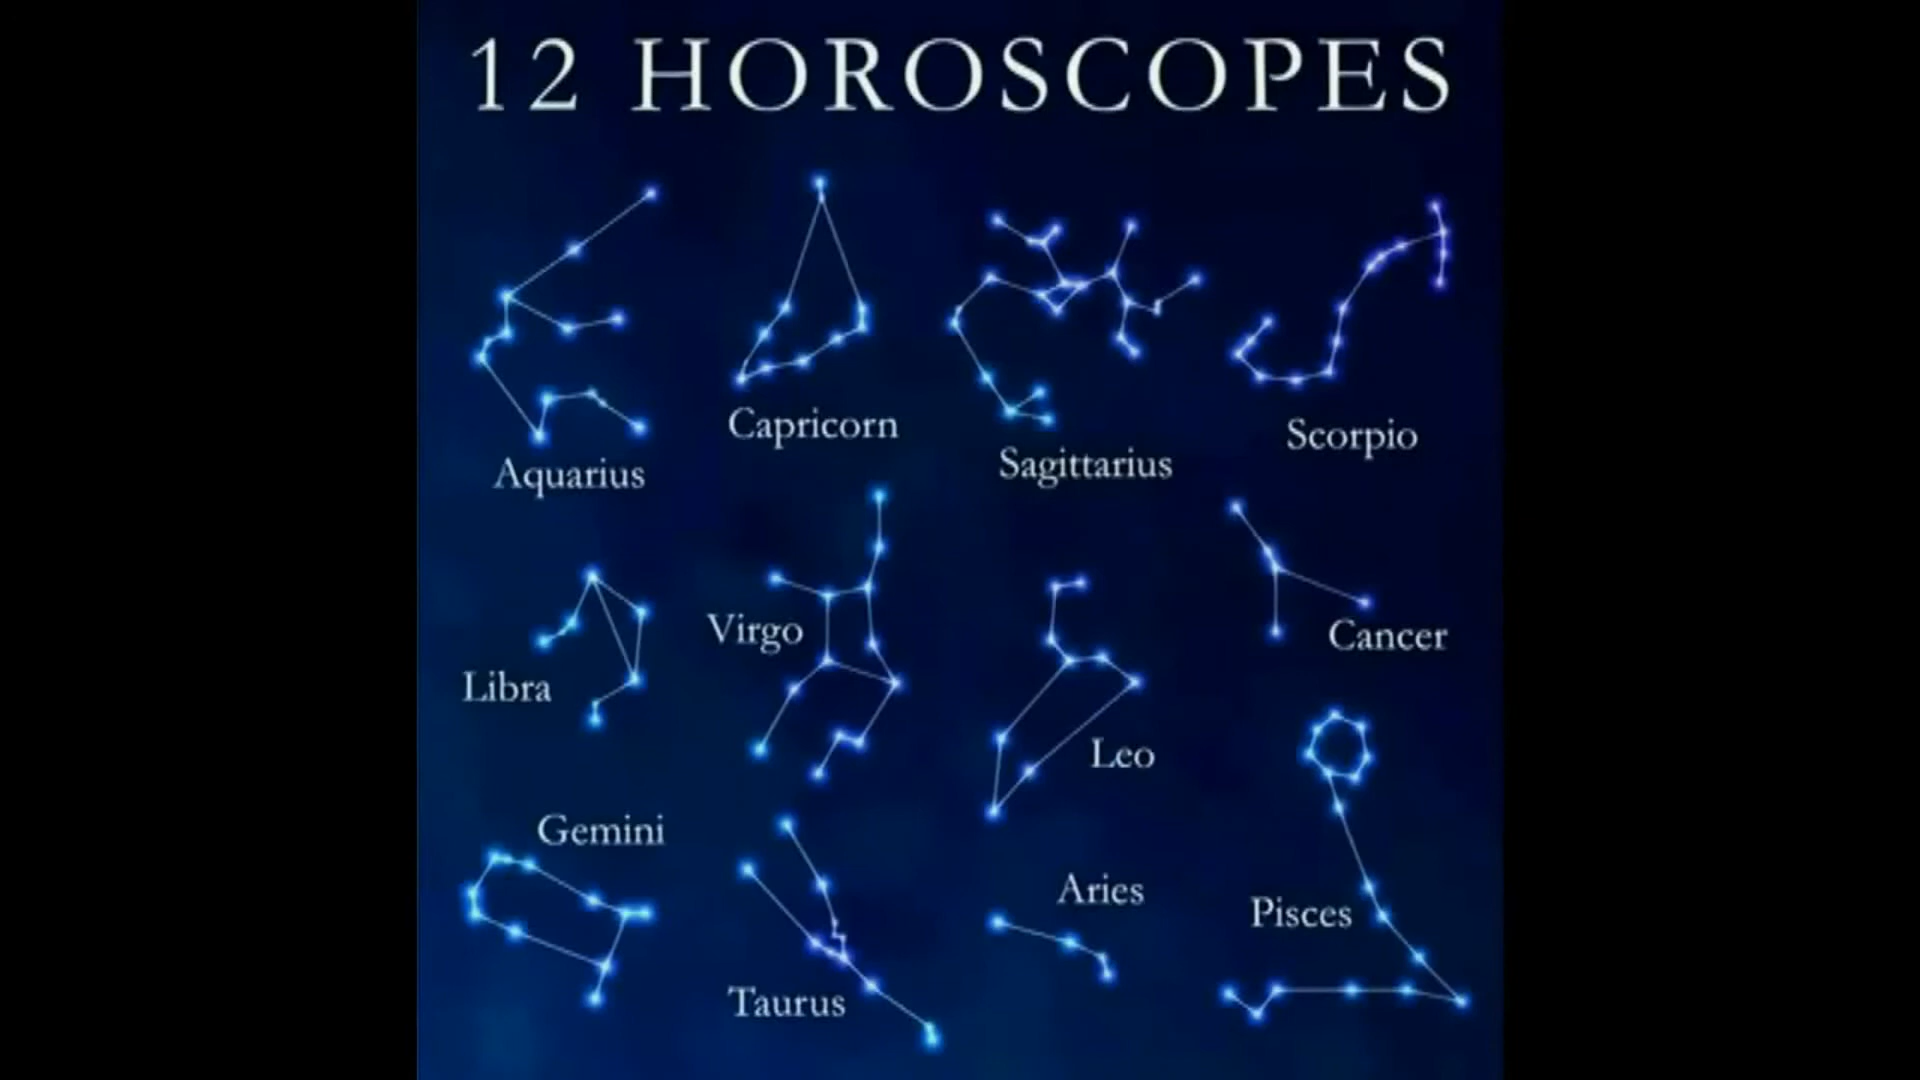 12 HOROSCOPES
Aquarius
Capricorn
Sagittarius
Scorpio
Libra
Virgo
Leo
Cancer
Gemini
Taurus
Aries
Pisces